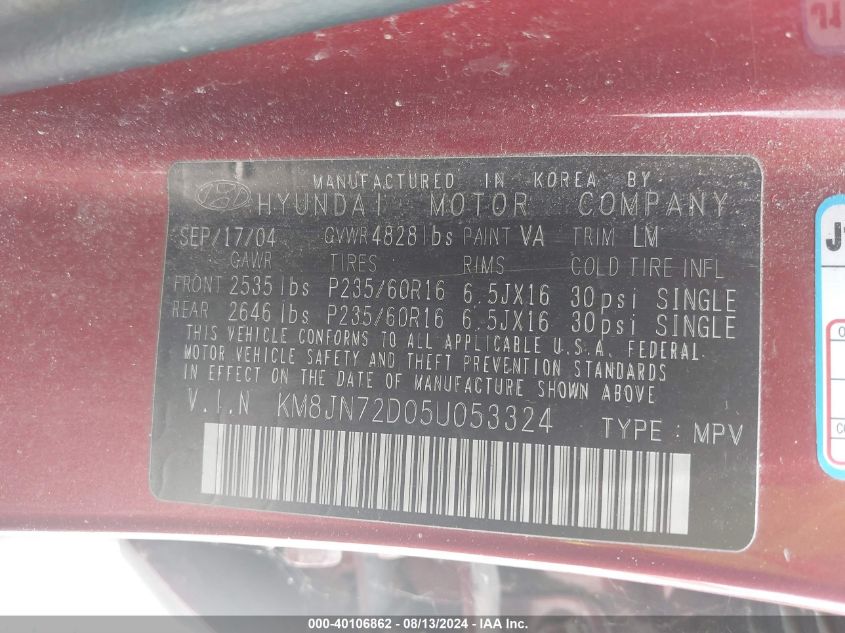 MANUFACTURED IN KOREA BY:
HYUNDAI MOTOR COMPANY
SEP/17/04 GVWR 4828 lbs PAINT VA TRIM LM
GAWR TIRES RIMS COLD TIRE INFL
FRONT 2535 lbs P235/60R16 6.5JX16 30psi SINGLE
REAR 2646 lbs P235/60R16 6.5JX16 30psi SINGLE
THIS VEHICLE CONFORMS TO ALL APPLICABLE U.S.A. FEDERAL
MOTOR VEHICLE SAFETY AND THEFT PREVENTION STANDARDS
IN EFFECT ON THE DATE OF MANUFACTURE SHOWN ABOVE
V.I.N KM8JN72D05U053324 TYPE : MPV
000-40106862 - 08/13/2024 - IAA Inc.